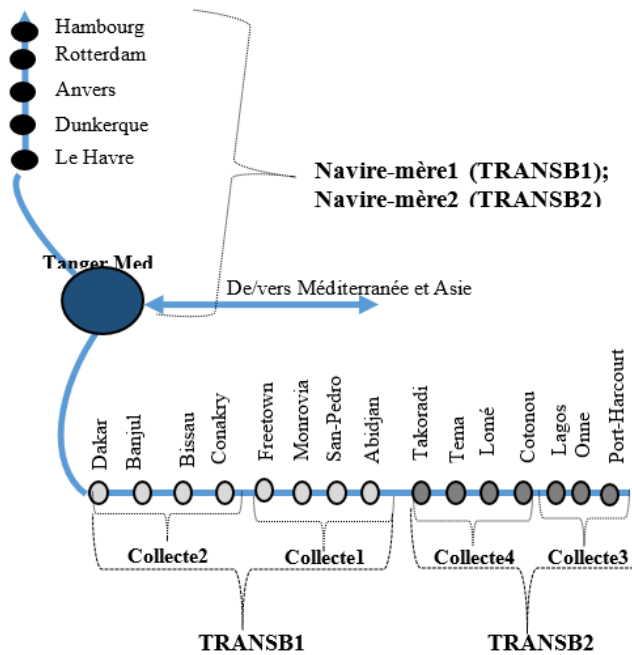 Hambourg
Rotterdam
Anvers
Dunkerque
Le Havre
Navire-mère1 (TRANSB1);
Navire-mère2 (TRANSB2)
Tanger Med
De/vers Méditerranée et Asie
Dakar
Banjul
Bissau
Conakry
Freetown
Monrovia
San-Pedro
Abidjan
Takoradi
Tema
Lomé
Cotonou
Lagos
Onne
Port-Harcourt
Collecte2
Collecte1
Collecte4
Collecte3
TRANSB1
TRANSB2